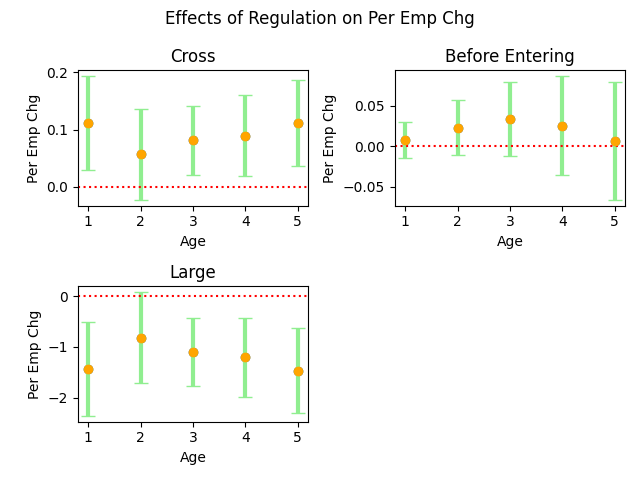 Effects of Regulation on Per Emp Chg
Cross
Per Emp Chg
0.2
0.1
0.0
1 2 3 4 5
Age
Before Entering
Per Emp Chg
0.05
0.00
−0.05
1 2 3 4 5
Age
Large
Per Emp Chg
0
−1
−2
1 2 3 4 5
Age